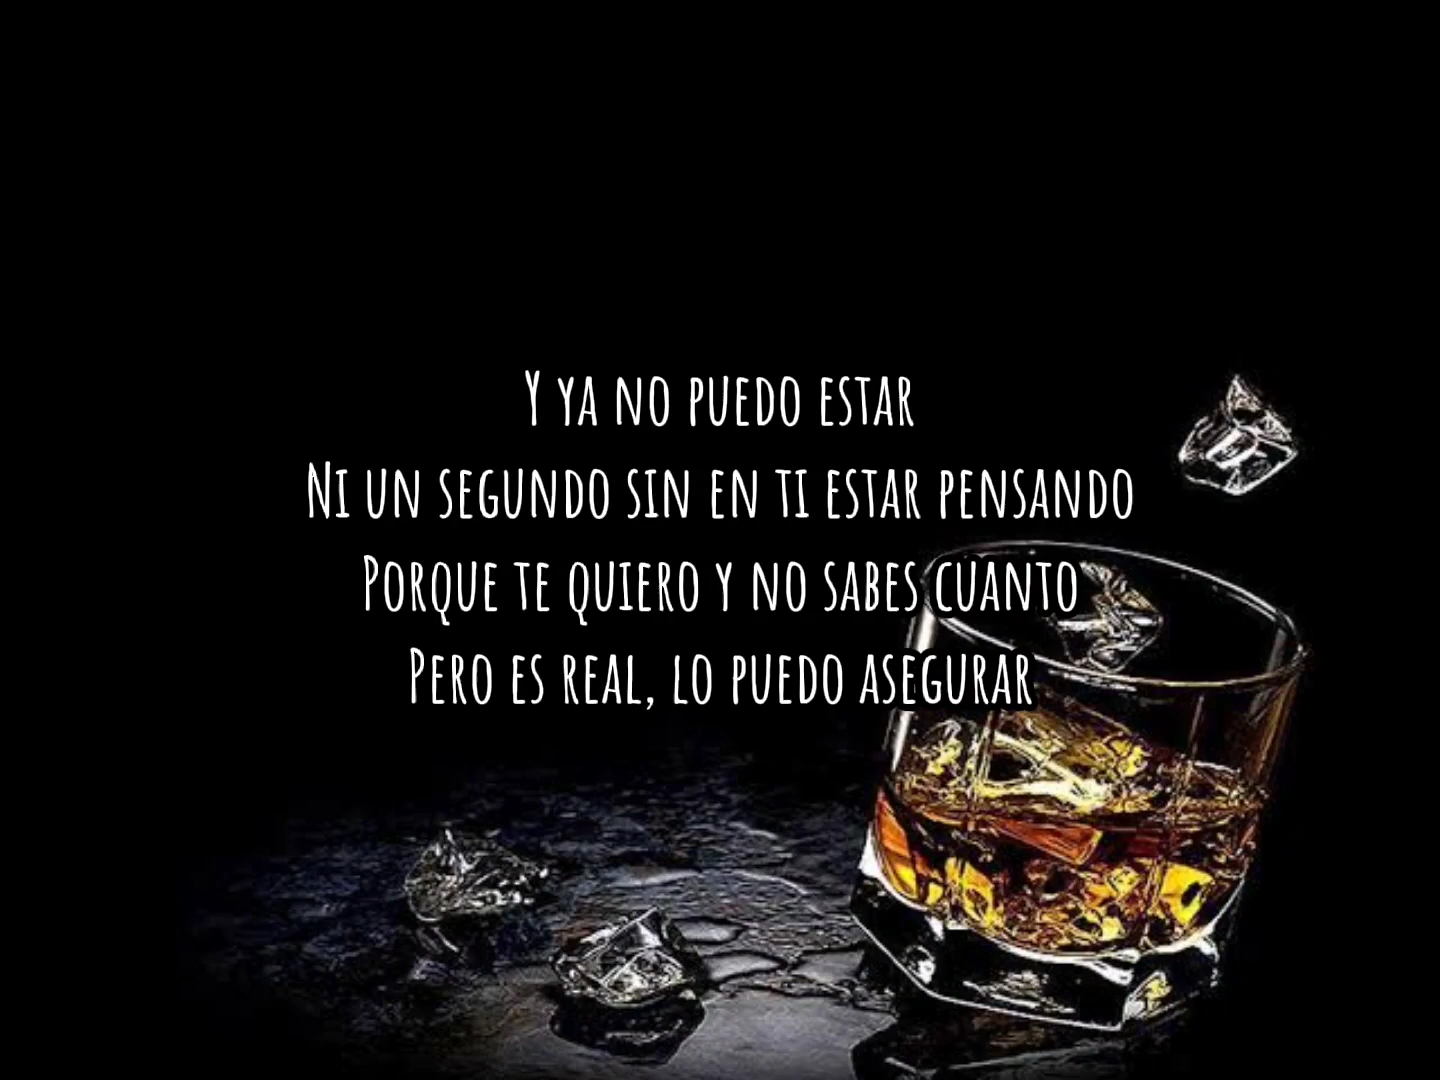 Y ya no puedo estar
Ni un segundo sin en ti estar pensando
Porque te quiero y no sabes cuanto
Pero es real, lo puedo asegurar